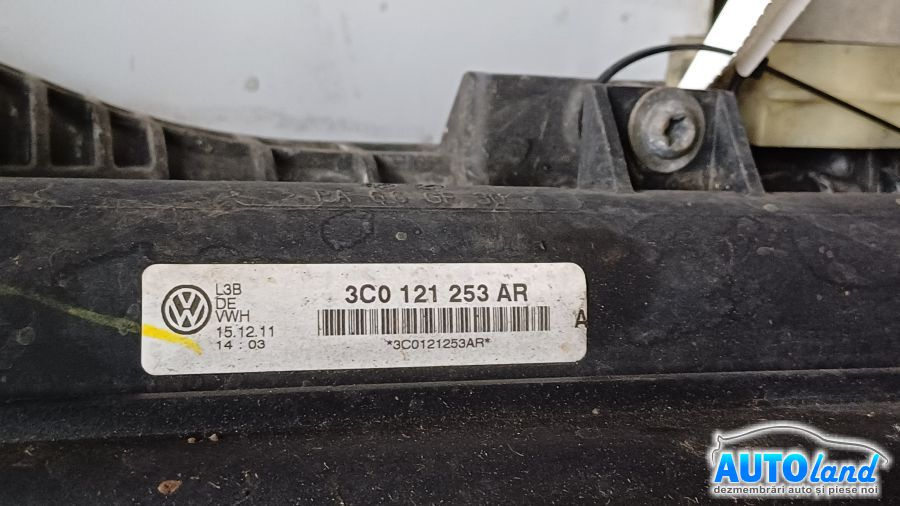 L3B
DE
VWH
15.12.11
14 : 03
3C0 121 253 AR
*3C0121253AR*
A
AUTOland
dezmembrări auto și piese noi